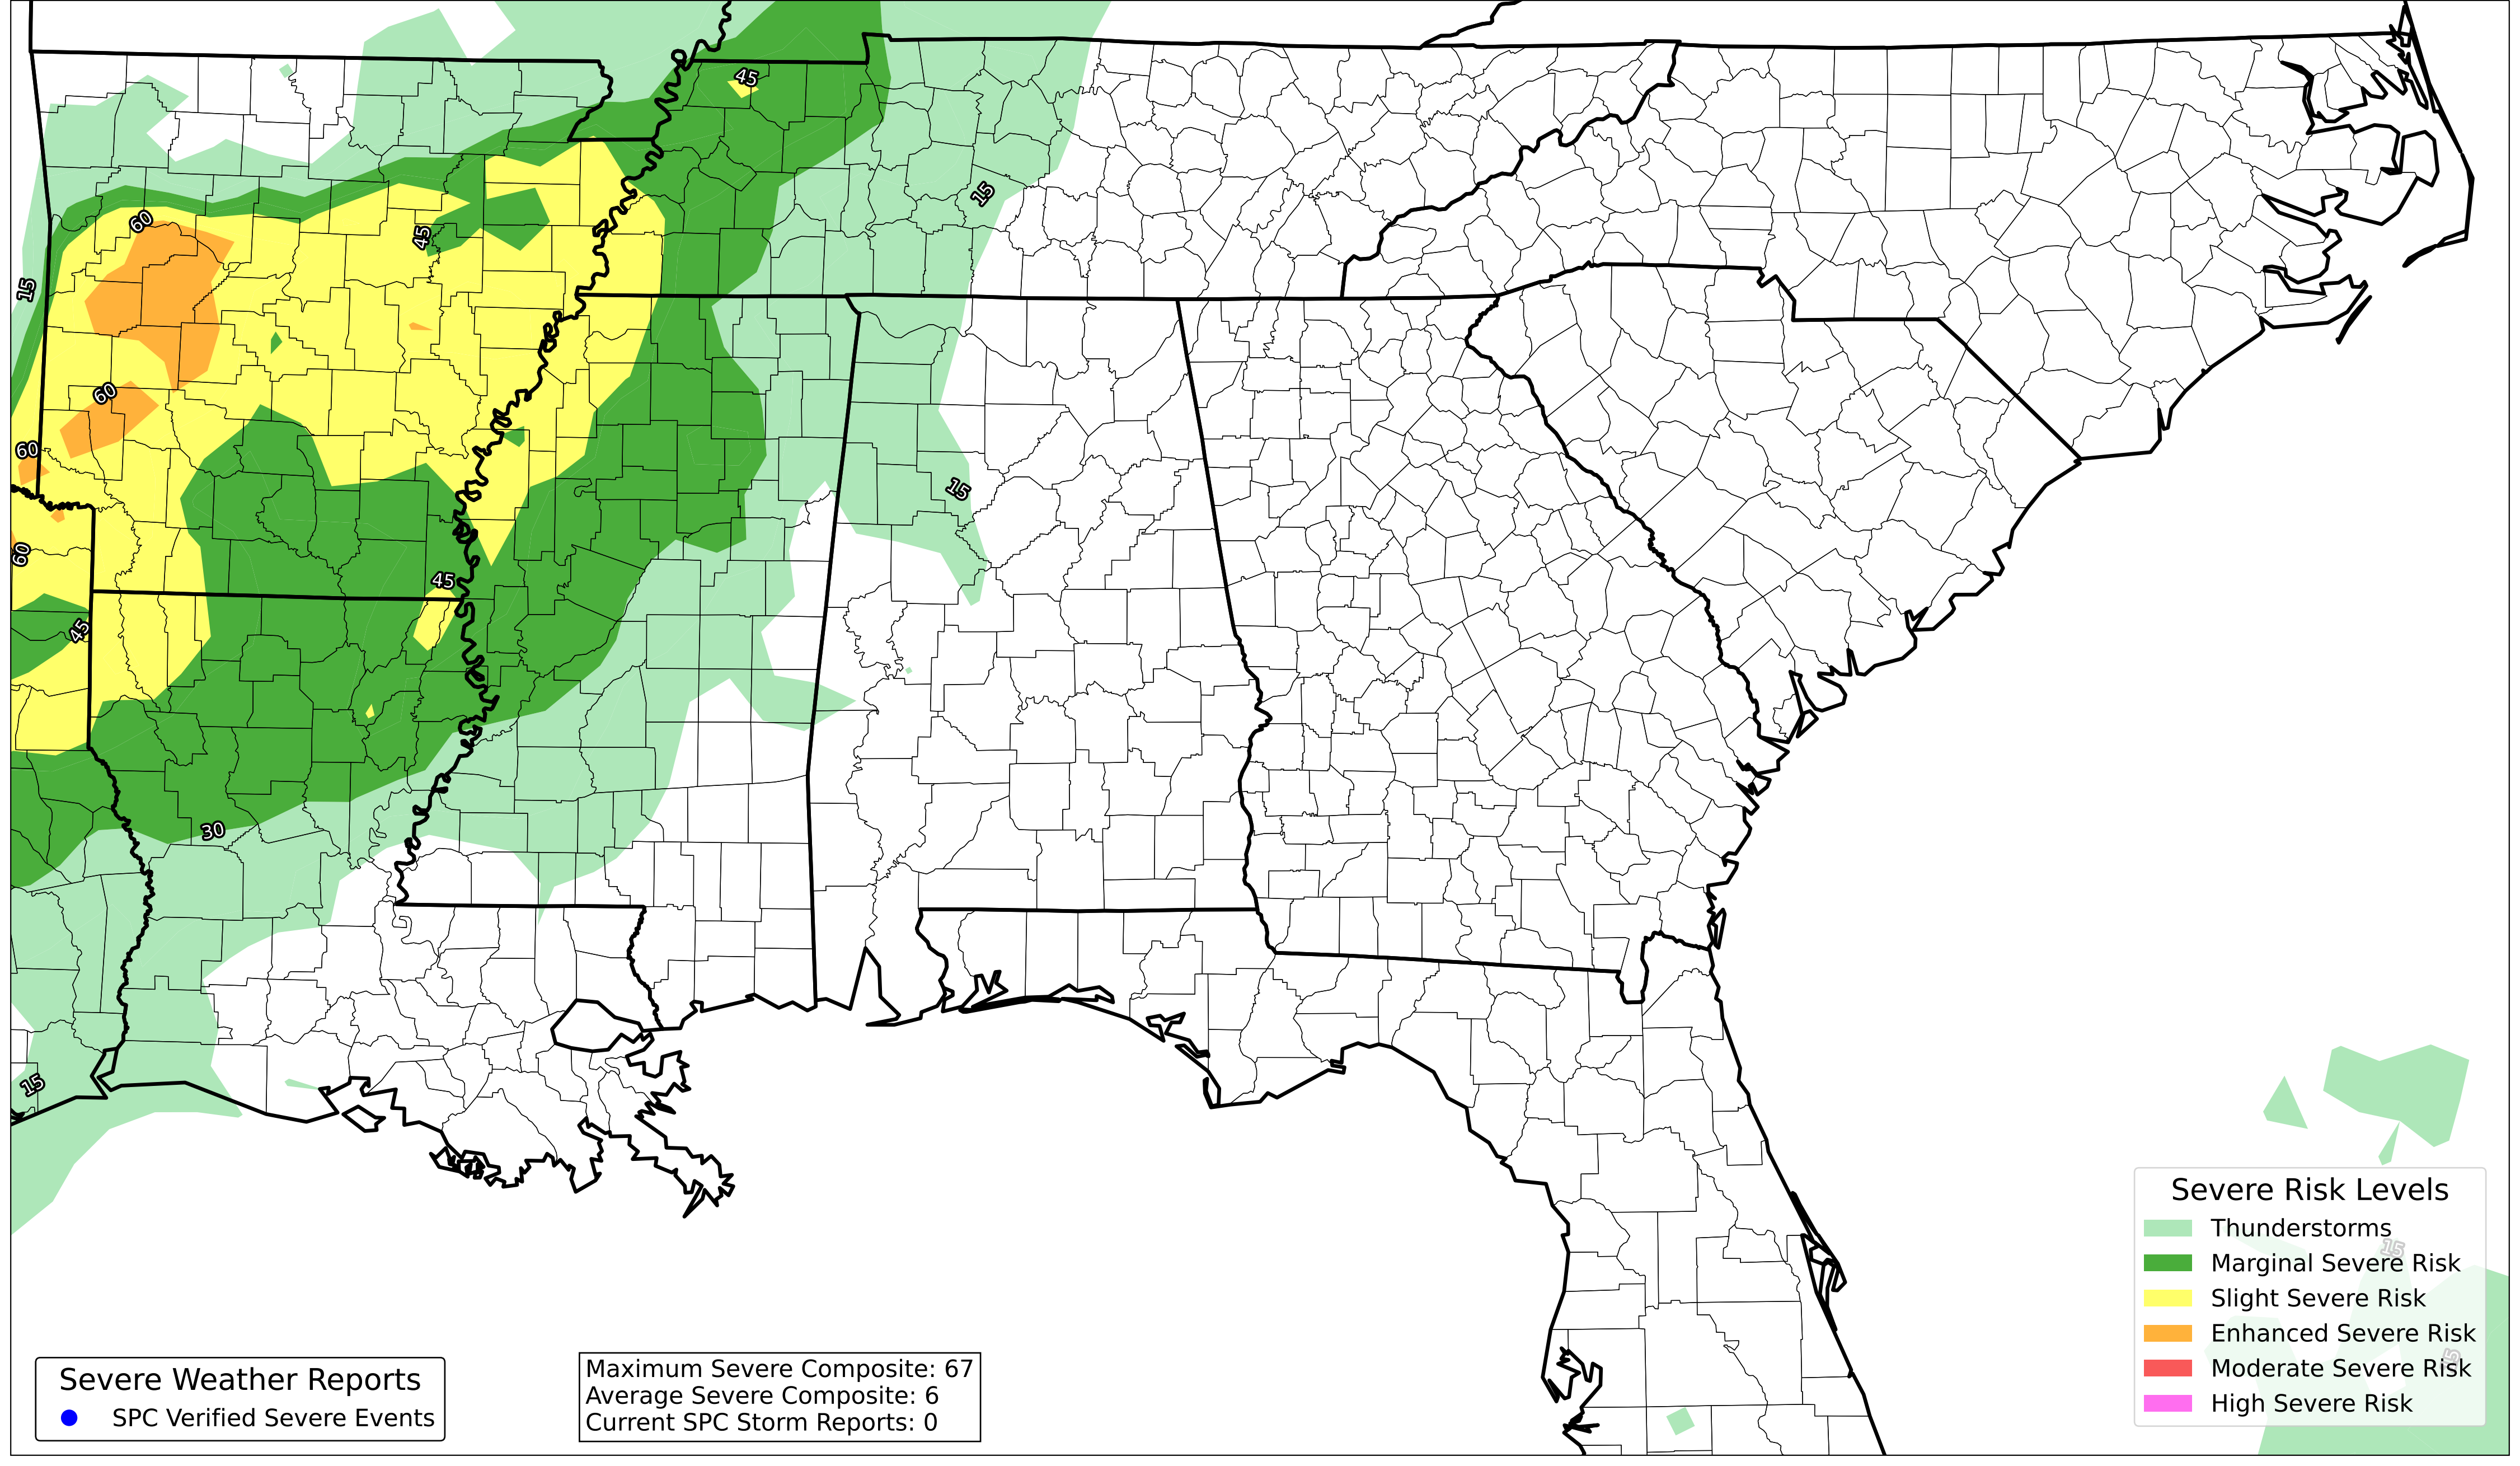 45
60
15
45
15
60
60
15
60
45
45
30
15
Severe Risk Levels
Thunderstorms
15
Marginal Severe Risk
Slight Severe Risk
Enhanced Severe Risk
Moderate Severe Risk
High Severe Risk
Severe Weather Reports
SPC Verified Severe Events
Maximum Severe Composite: 67
Average Severe Composite: 6
Current SPC Storm Reports: 0